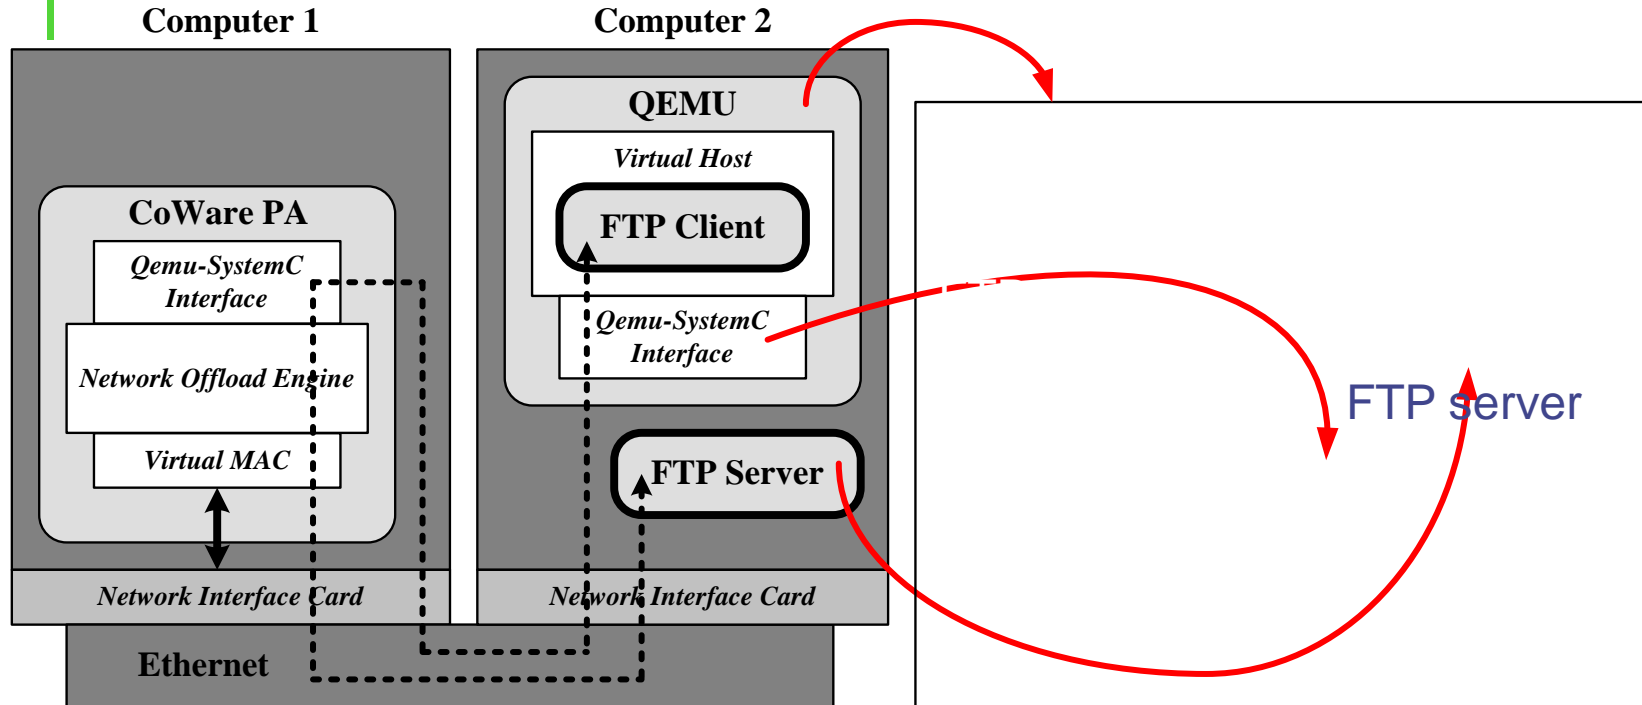 Computer 1
Computer 2
QEMU
Virtual Host
FTP Client
CoWare PA
Qemu-SystemC
Interface
Qemu-SystemC
Interface
Network Offload Engine
Virtual MAC
FTP server
FTP Server
Network Interface Card
Network Interface Card
Ethernet